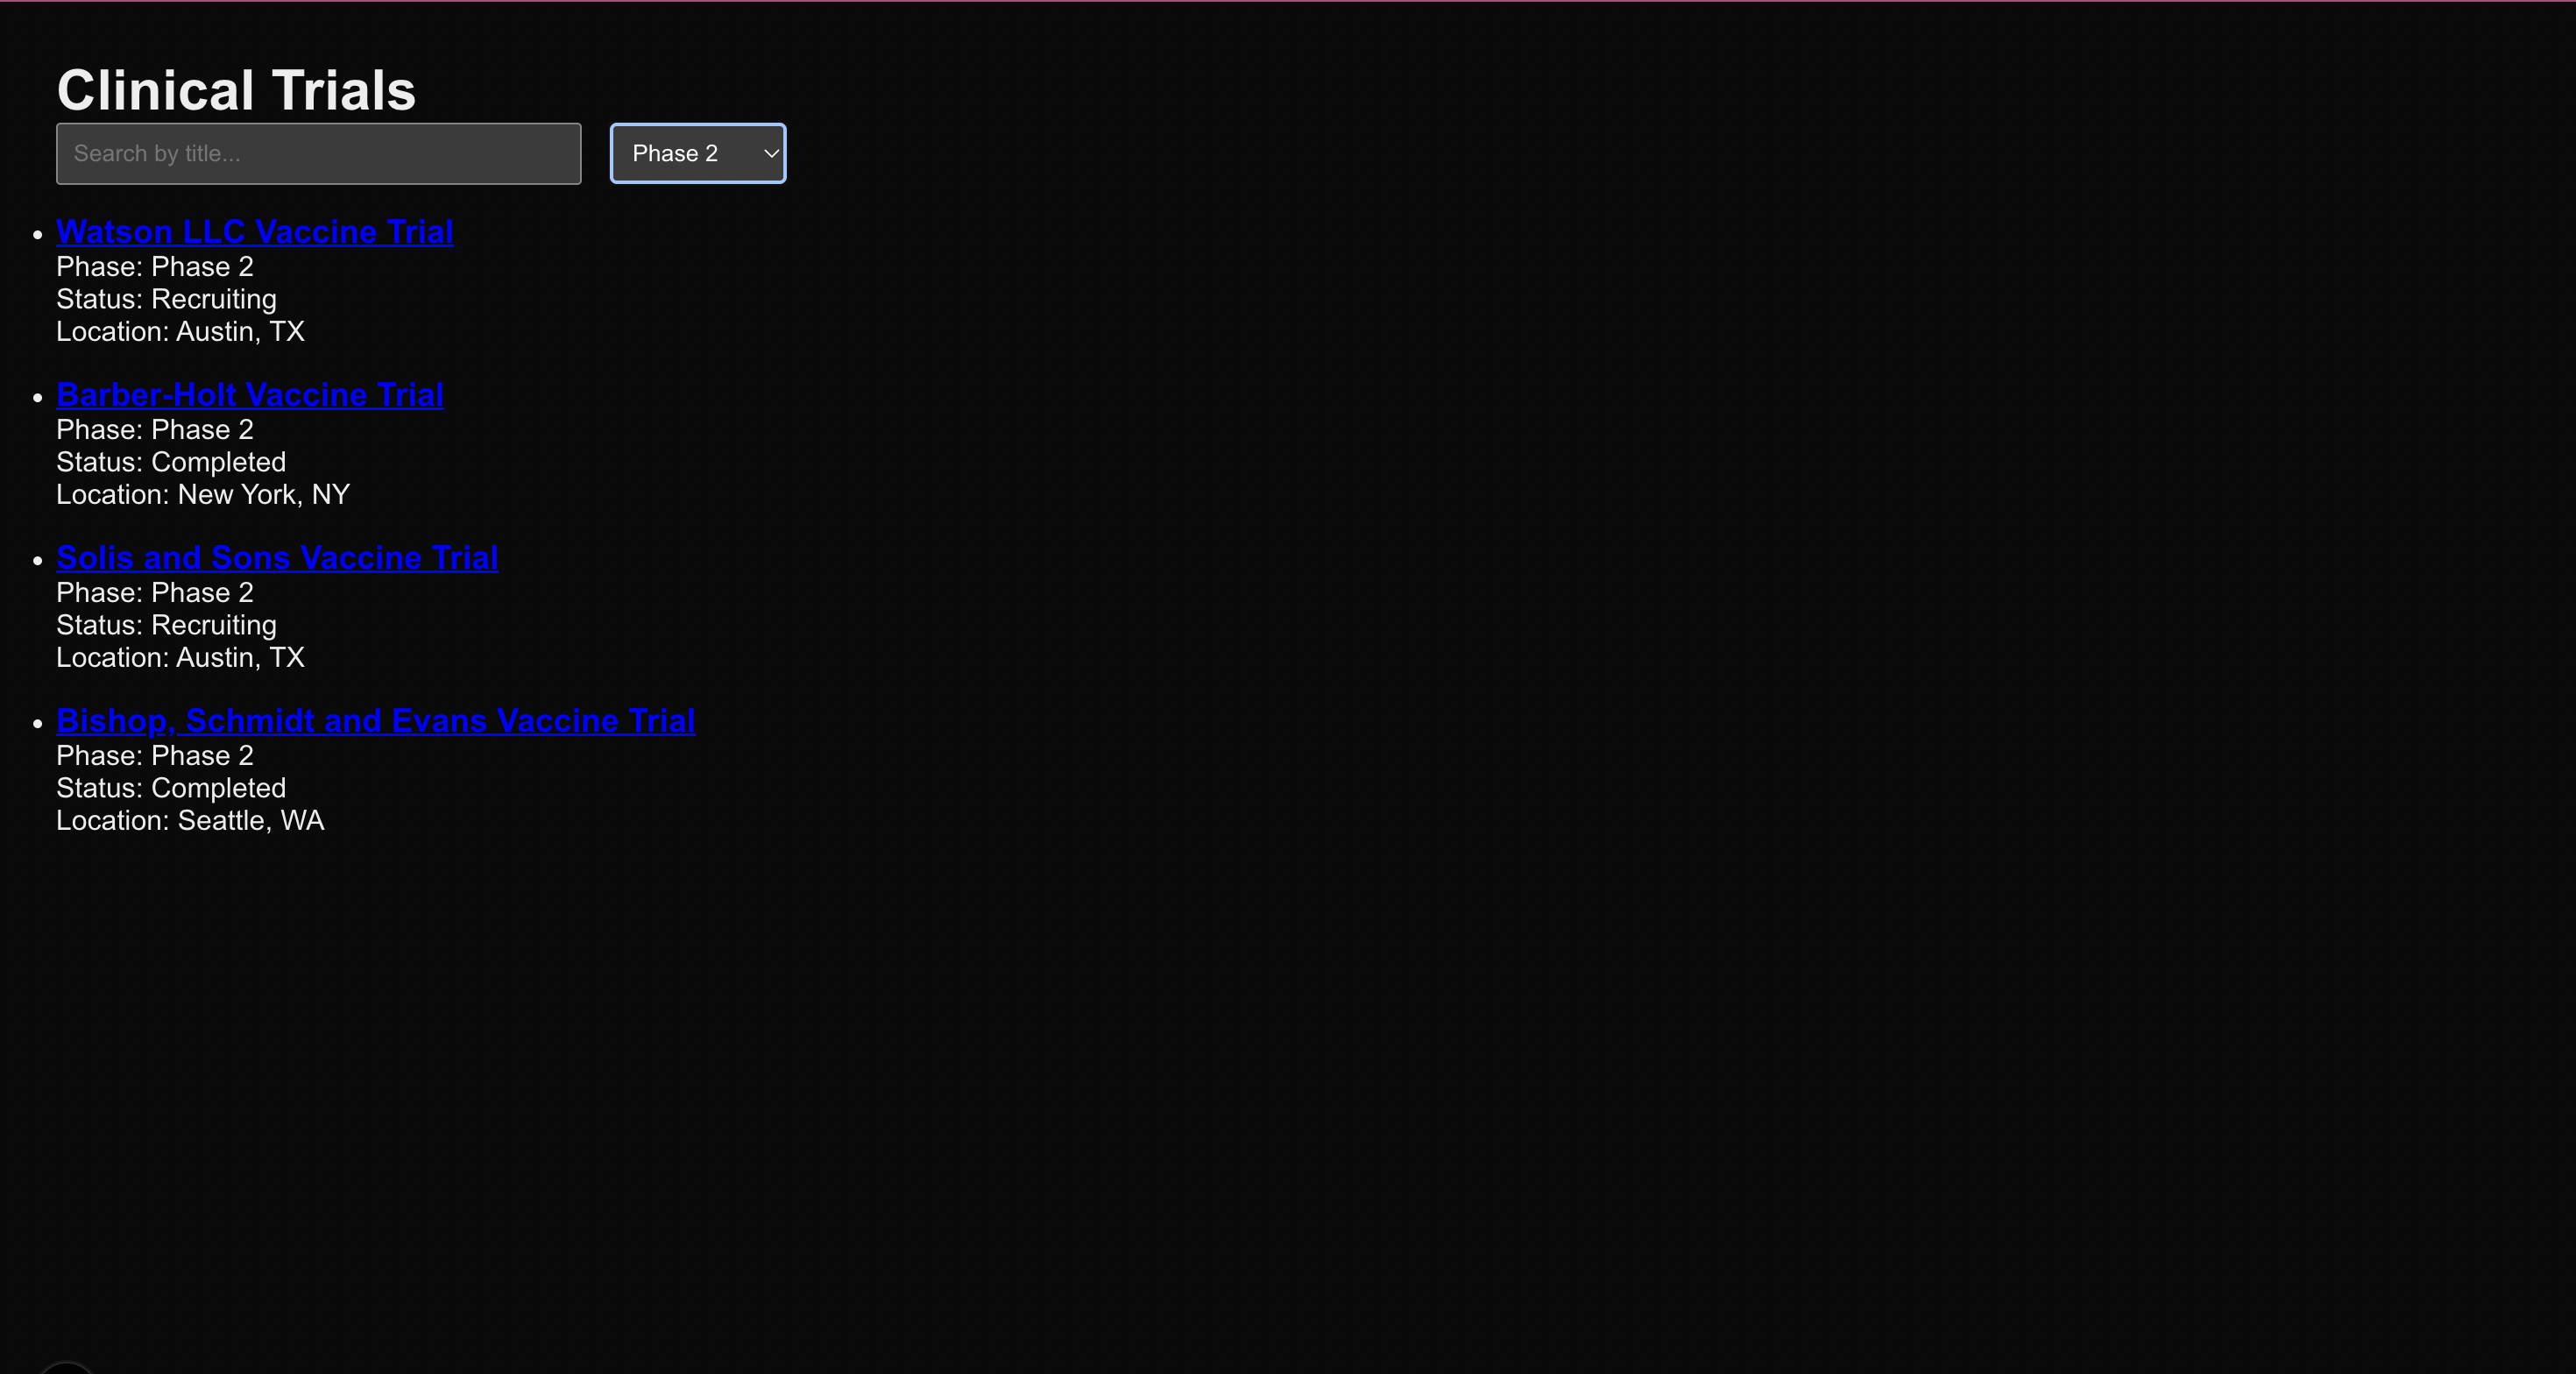 Clinical Trials
Search by title...
Phase 2
Watson LLC Vaccine Trial
Phase: Phase 2
Status: Recruiting
Location: Austin, TX
Barber-Holt Vaccine Trial
Phase: Phase 2
Status: Completed
Location: New York, NY
Solis and Sons Vaccine Trial
Phase: Phase 2
Status: Recruiting
Location: Austin, TX
Bishop, Schmidt and Evans Vaccine Trial
Phase: Phase 2
Status: Completed
Location: Seattle, WA